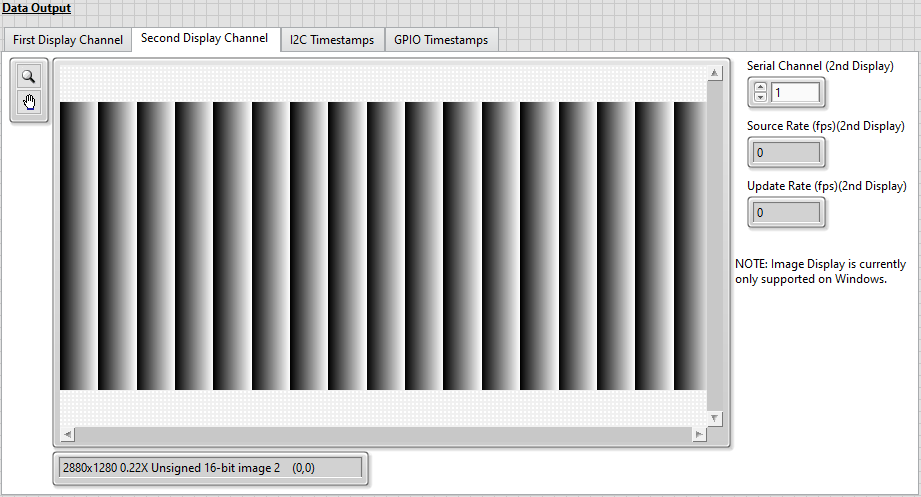 Data Output
First Display Channel
Second Display Channel
I2C Timestamps
GPIO Timestamps
Serial Channel (2nd Display)
1
Source Rate (fps)(2nd Display)
0
Update Rate (fps)(2nd Display)
0
NOTE: Image Display is currently
only supported on Windows.
2880x1280 0.22X Unsigned 16-bit image 2 (0,0)